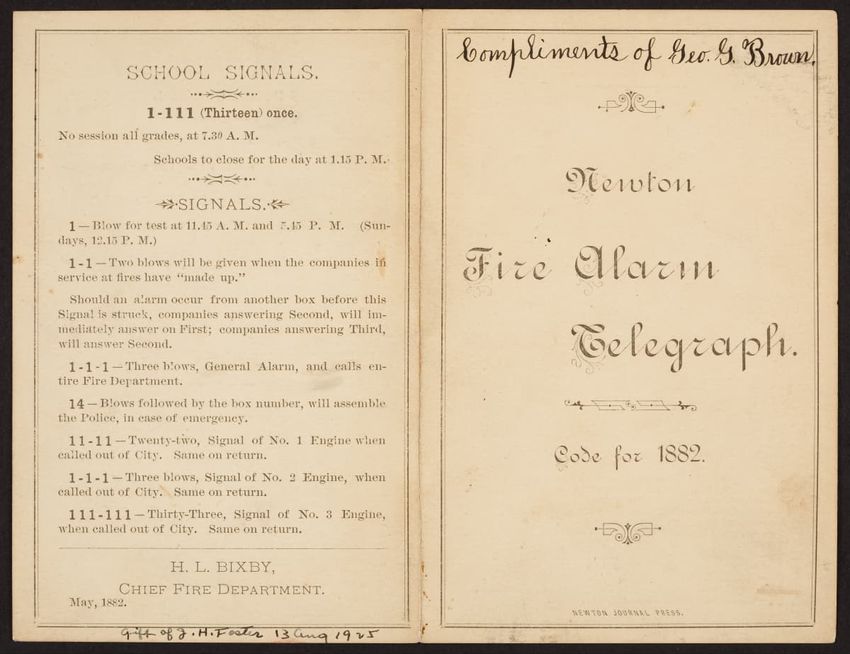 SCHOOL SIGNALS.
1-111 (Thirteen) once.
No session all grades, at 7.30 A. M.
Schools to close for the day at 1.15 P. M.
SIGNALS.
1—Blow for test at 11.45 A. M. and 5.45 P. M. (Sun-
days, 12.15 P. M.)
1-1—Two blows will be given when the companies in
service at fires have "made up."
Should an alarm occur from another box before this
Signal is struck, companies answering Second, will im-
mediately answer on First; companies answering Third,
will answer Second.
1-1-1—Three blows, General Alarm, and calls en-
tire Fire Department.
14—Blows followed by the box number, will assemble
the Police, in case of emergency.
11-11—Twenty-two, Signal of No. 1 Engine when
called out of City. Same on return.
1-1-1—Three blows, Signal of No. 2 Engine, when
called out of City. Same on return.
111-111—Thirty-Three, Signal of No. 3 Engine,
when called out of City. Same on return.
H. L. BIXBY,
CHIEF FIRE DEPARTMENT.
May, 1882.
Gift of J. H. Foster 13 Aug 1925
Compliments of Geo. G. Brown.
Newton
Fire Alarm
Telegraph.
Code for 1882.
NEWTON JOURNAL PRESS.